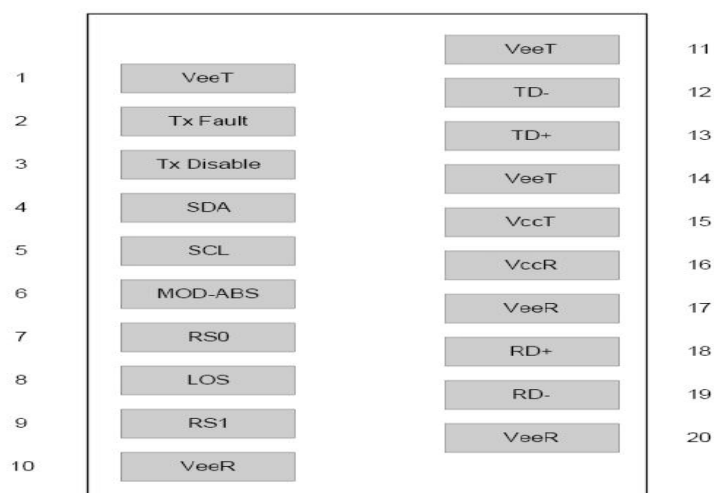 VeeT 11
1 VeeT
TD- 12
2 Tx Fault
TD+ 13
3 Tx Disable
VeeT 14
4 SDA
VccT 15
5 SCL
VccR 16
6 MOD-ABS
VeeR 17
7 RS0
RD+ 18
8 LOS
RD- 19
9 RS1
VeeR 20
10 VeeR